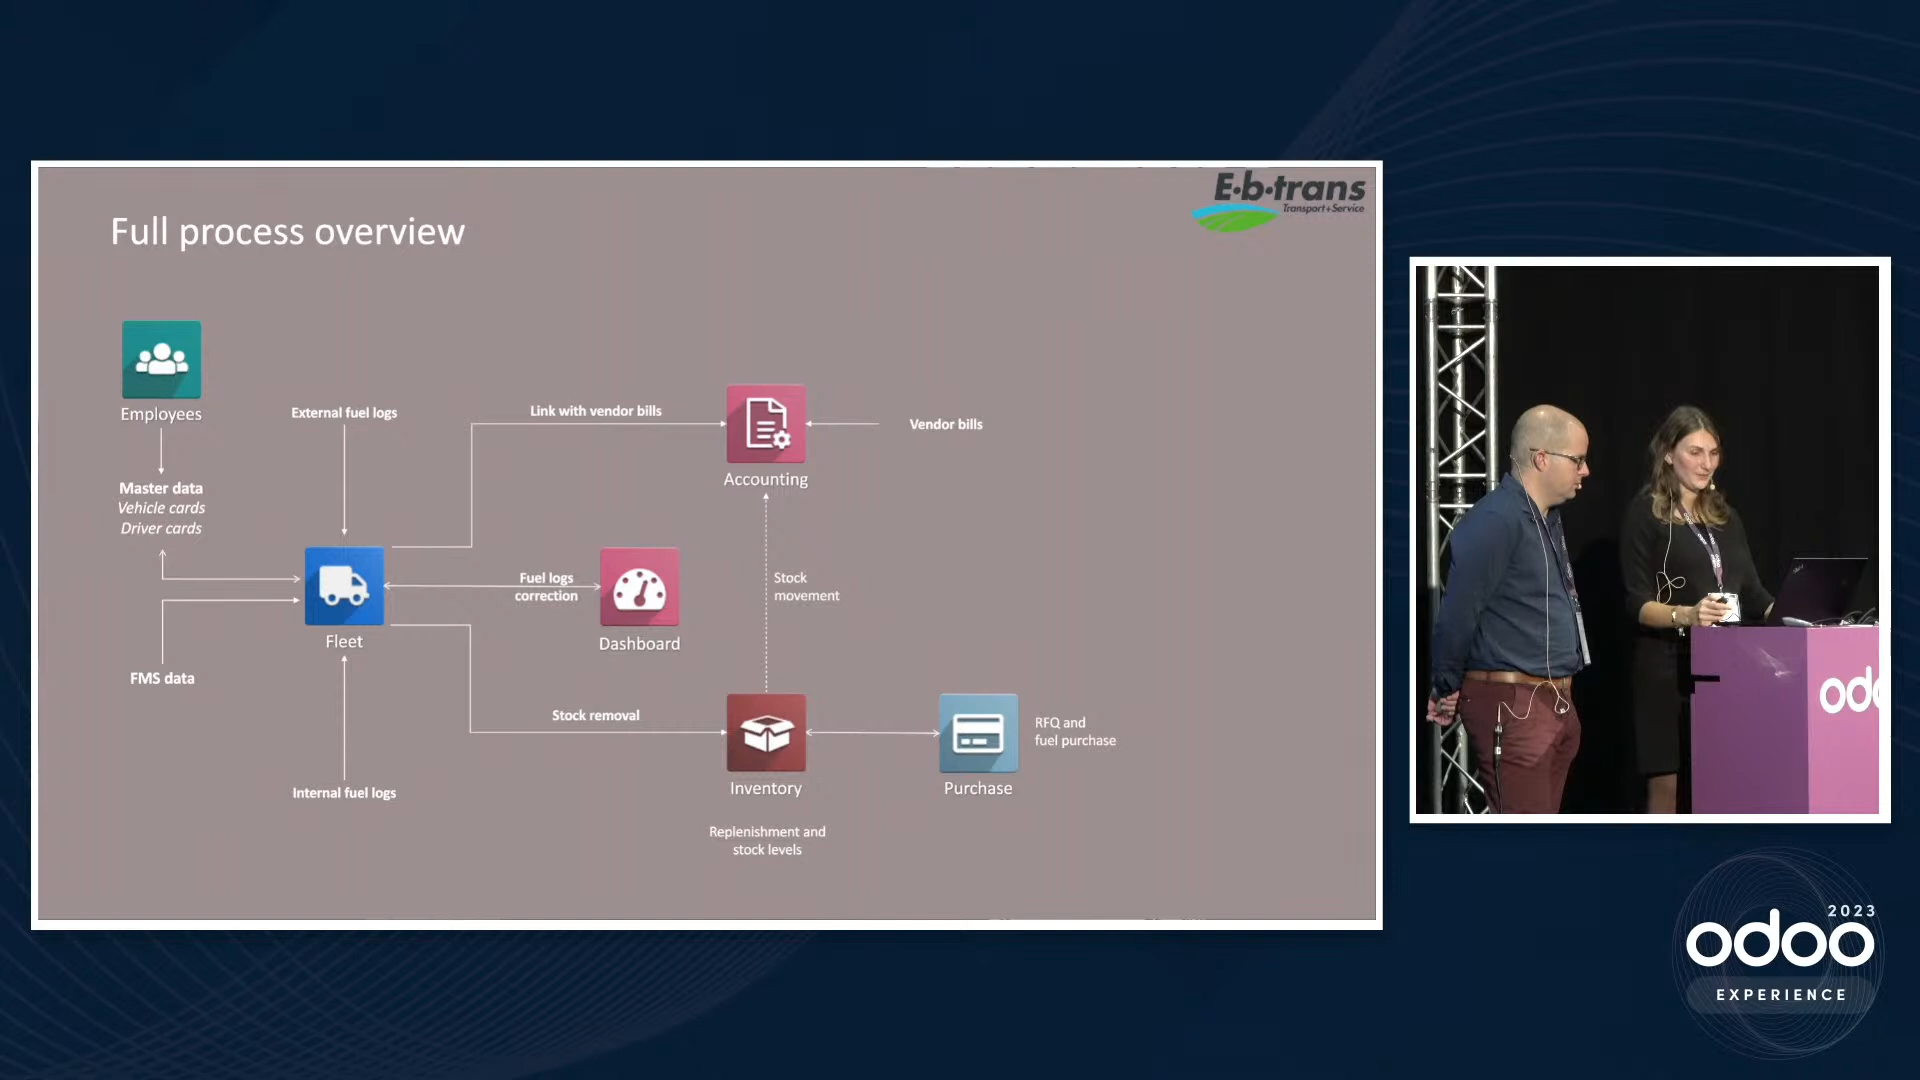 E·b·trans
Transport+Service
Full process overview
Employees
External fuel logs
Link with vendor bills
Vendor bills
Accounting
Master data
Vehicle cards
Driver cards
Fuel logs
correction
Stock
movement
Fleet
Dashboard
FMS data
Stock removal
RFQ and
fuel purchase
Internal fuel logs
Inventory
Purchase
Replenishment and
stock levels
odoo
2023
odoo
EXPERIENCE